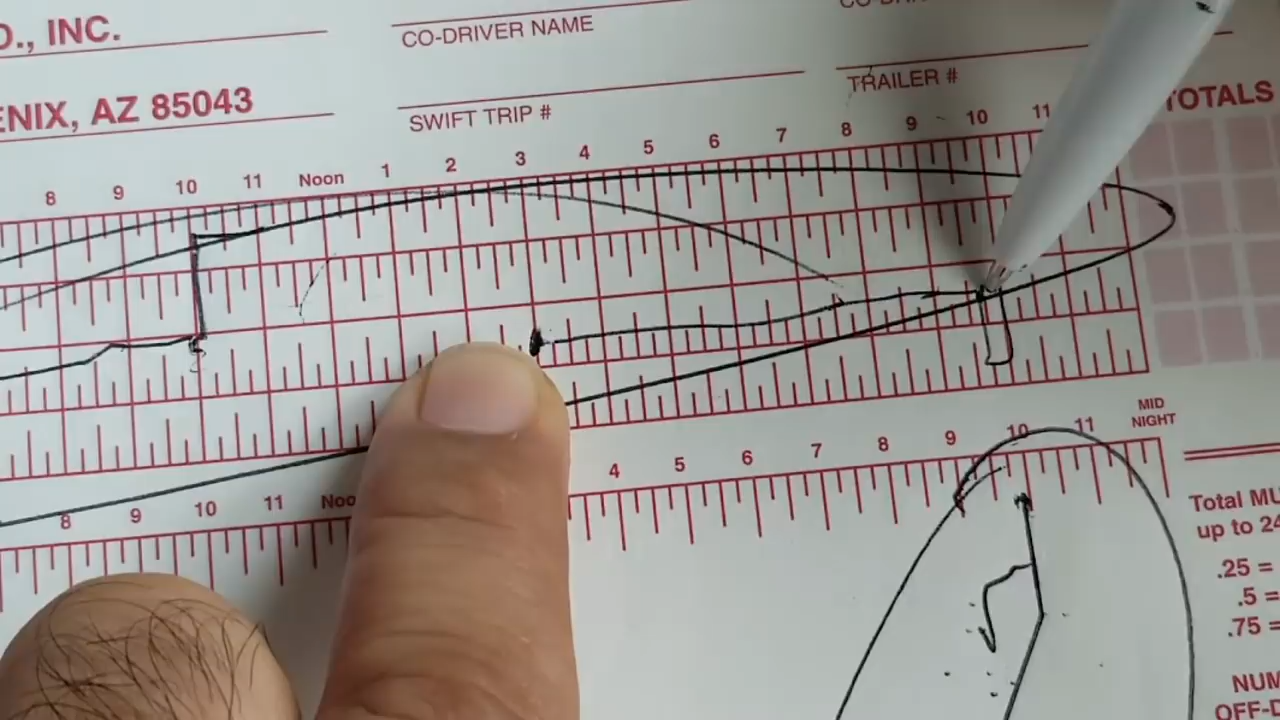 O., INC.
CO-DRIVER NAME
ENIX, AZ 85043
SWIFT TRIP #
TRAILER #
TOTALS
8 9 10 11 Noon 1 2 3 4 5 6 7 8 9 10 11
MID
NIGHT
8 9 10 11 Noo 4 5 6 7 8 9 10 11
Total MU
up to 24
.25 =
.5 =
.75 =
NUM
OFF-D